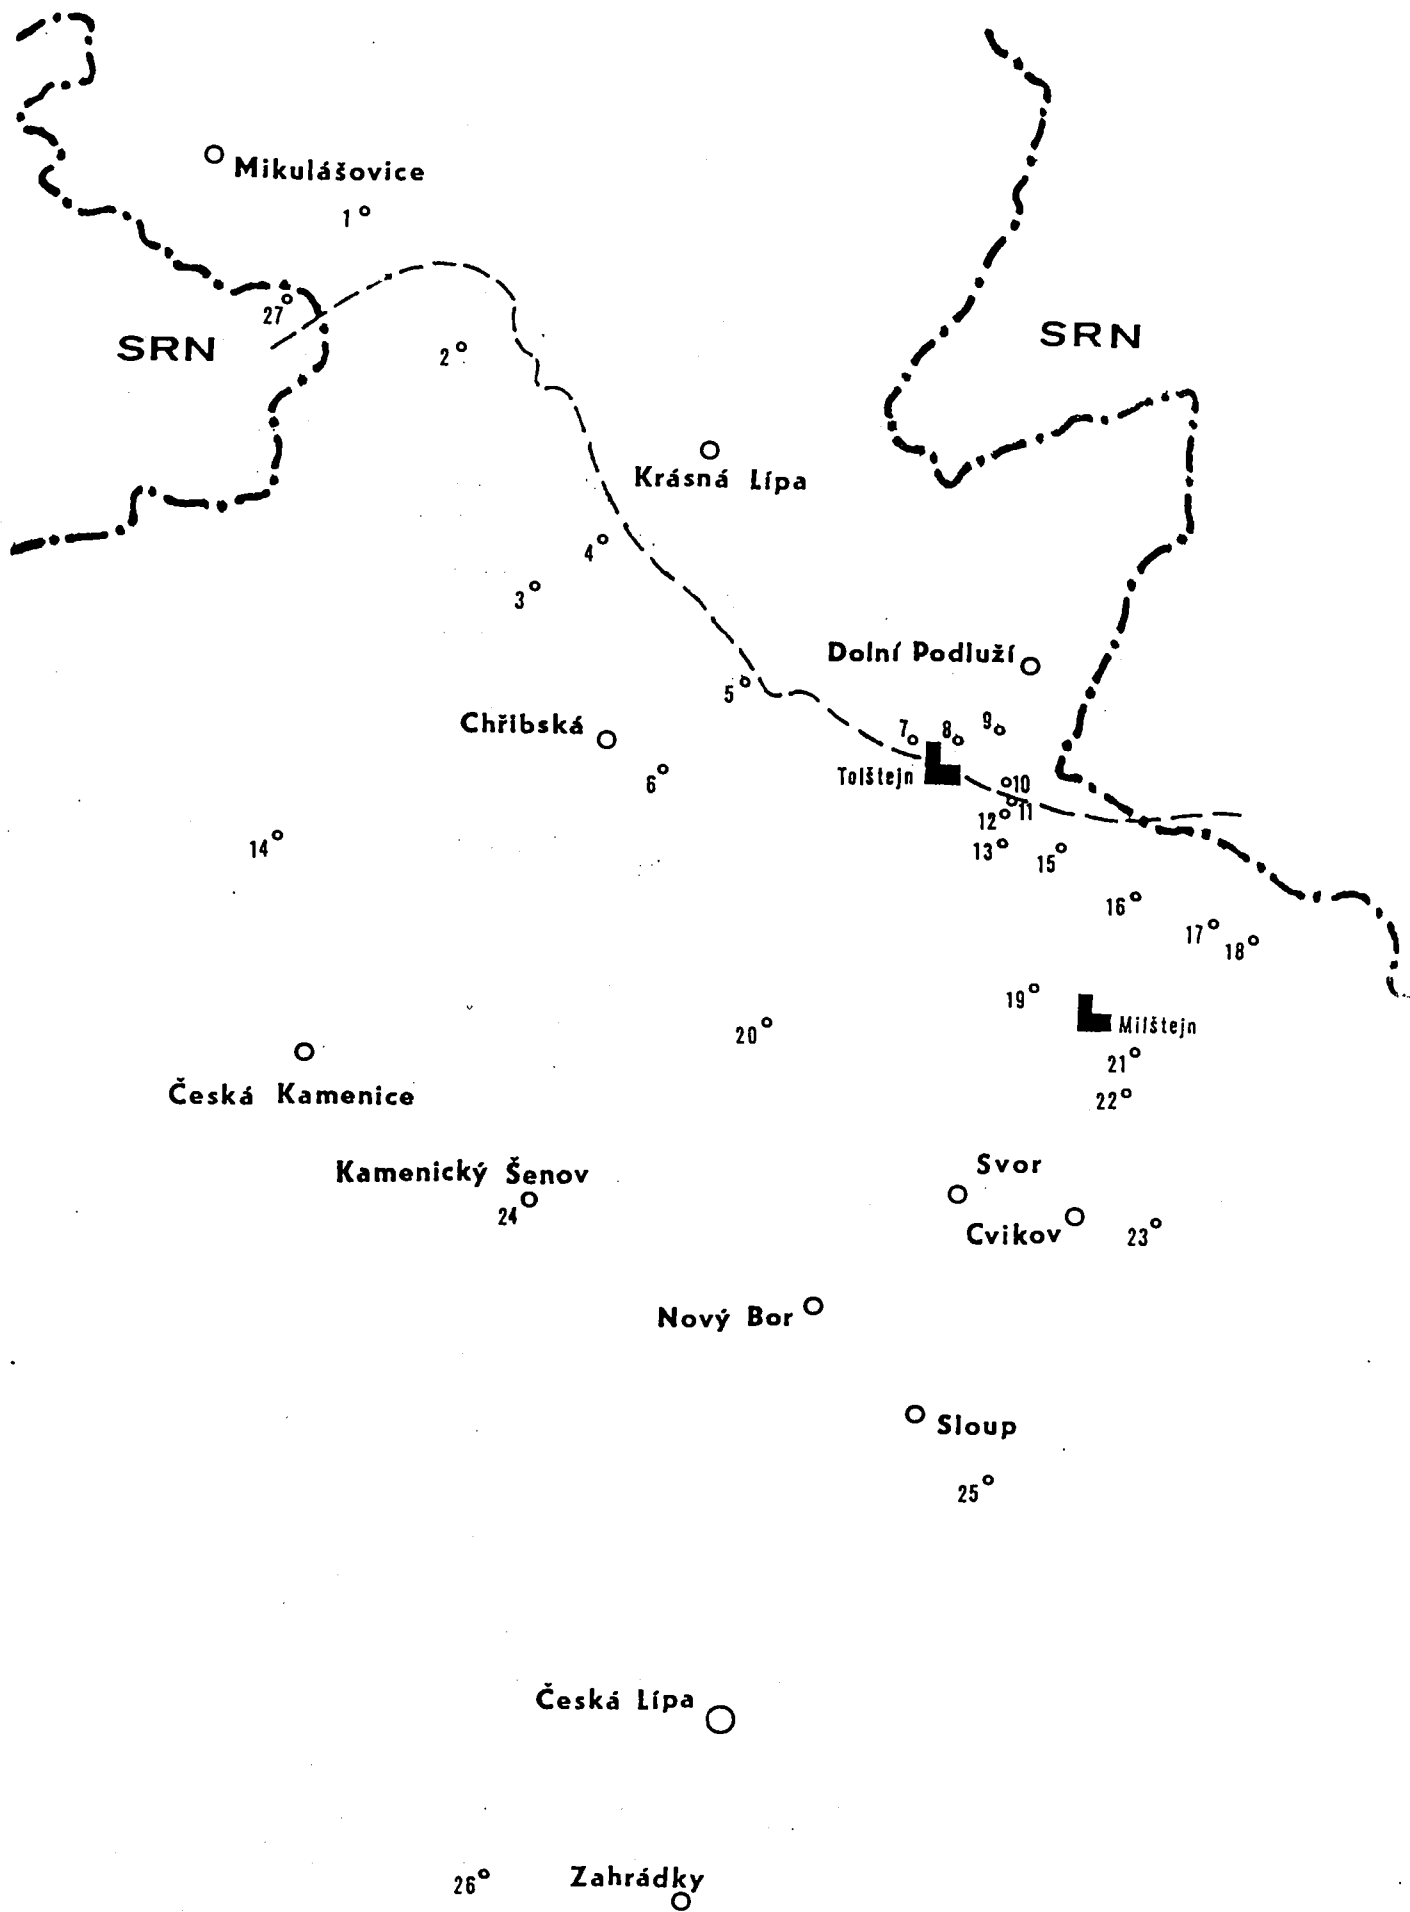 Mikulášovice
1
27
SRN
SRN
2
Krásná Lípa
4
3
Dolní Podluží
5
Chřibská
7
8
9
Tolštejn
6
10
11
12
13
14
15
16
17
18
19
Milštejn
20
21
Česká Kamenice
22
Kamenický Šenov
Svor
24
Cvikov
23
Nový Bor
Sloup
25
Česká Lípa
26
Zahrádky